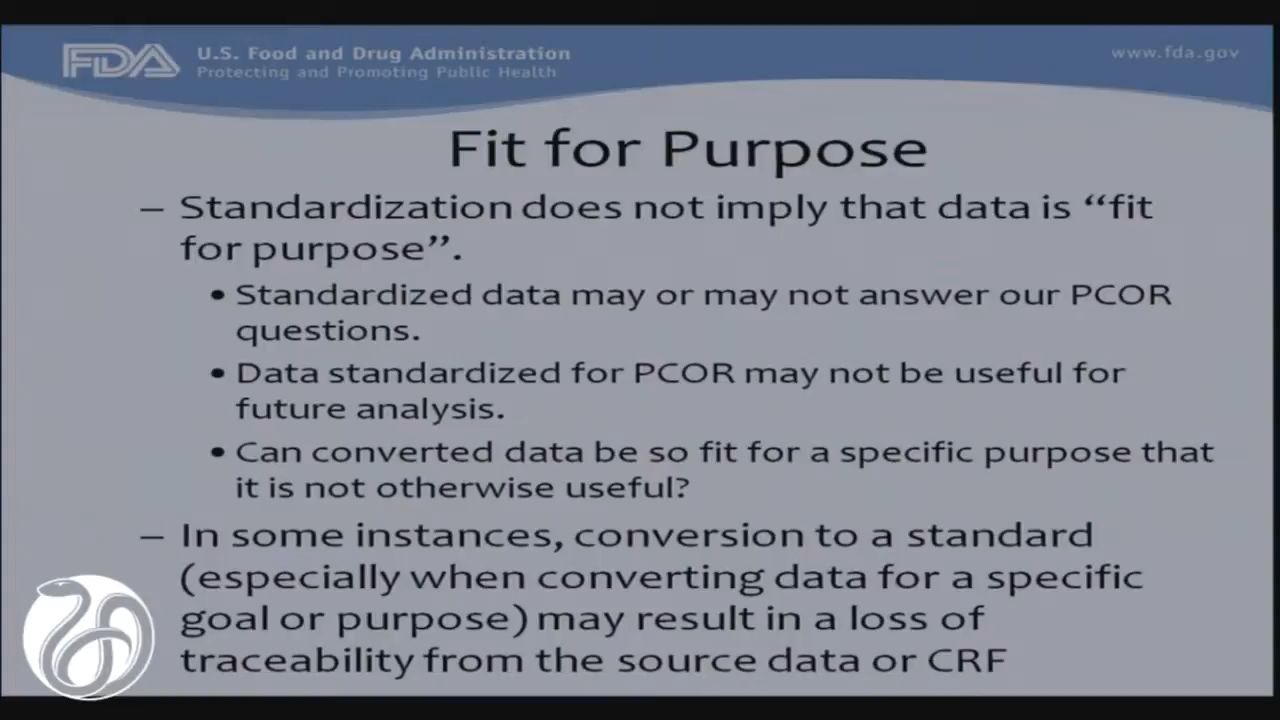 FDA
U.S. Food and Drug Administration
Protecting and Promoting Public Health
www.fda.gov
Fit for Purpose
– Standardization does not imply that data is “fit
for purpose”.
• Standardized data may or may not answer our PCOR
questions.
• Data standardized for PCOR may not be useful for
future analysis.
• Can converted data be so fit for a specific purpose that
it is not otherwise useful?
– In some instances, conversion to a standard
(especially when converting data for a specific
goal or purpose) may result in a loss of
traceability from the source data or CRF